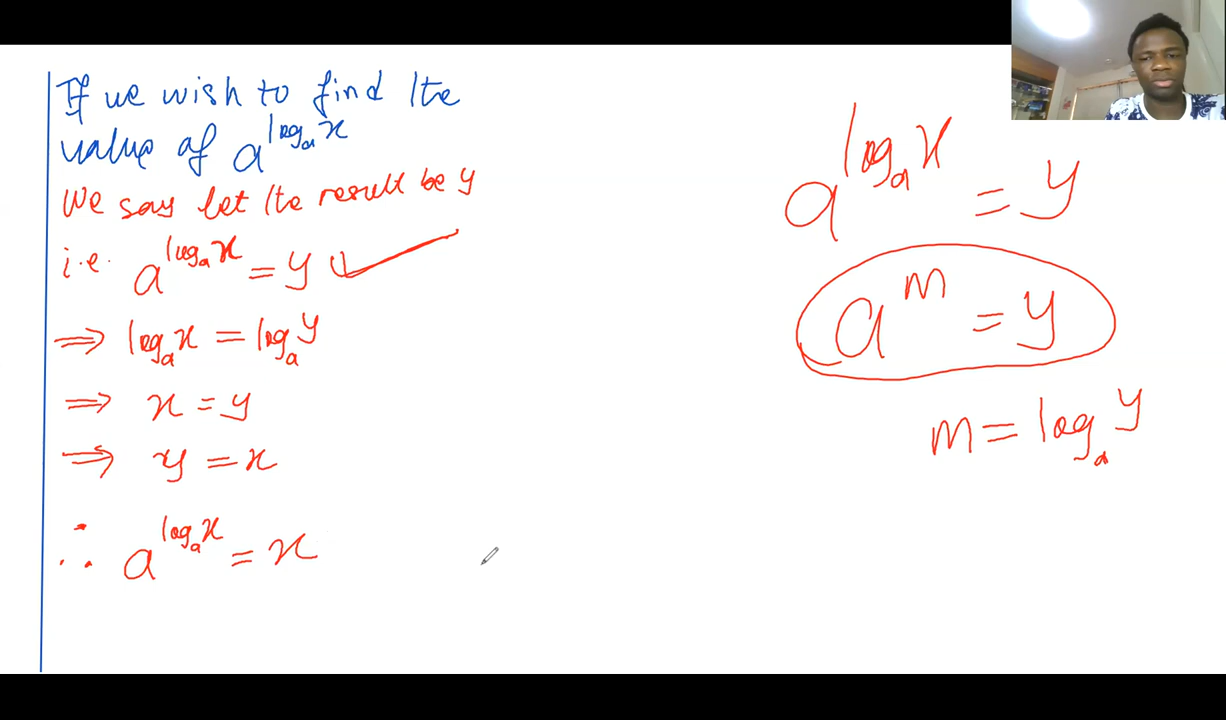 If we wish to find the
value of a^{log_a x}
We say let the result be y
i.e. a^{log_a x} = y ✓
⇒ log_a x = log_a y
⇒ x = y
⇒ y = x
∴ a^{log_a x} = x
a^{log_a x} = y
a^m = y
m = log_a y